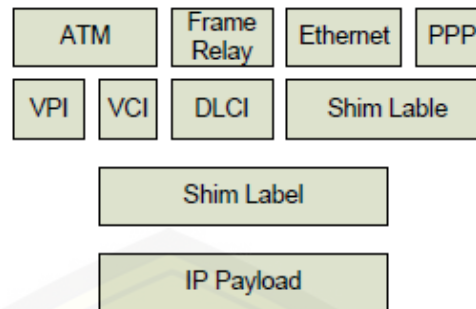 ATM
Frame
Relay
Ethernet
PPP
VPI
VCI
DLCI
Shim Lable
Shim Label
IP Payload